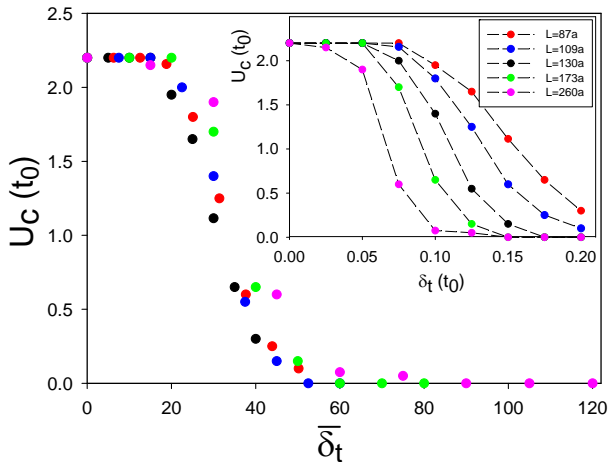 U_c (t_0)
2.0
1.5
1.0
0.5
0.0
0 20 40 60 80 100 120
δ̅_t
U_c (t_0)
2.0
1.5
1.0
0.5
0.0
0.00 0.05 0.10 0.15 0.20
δ_t (t_0)
L=87a
L=109a
L=130a
L=173a
L=260a